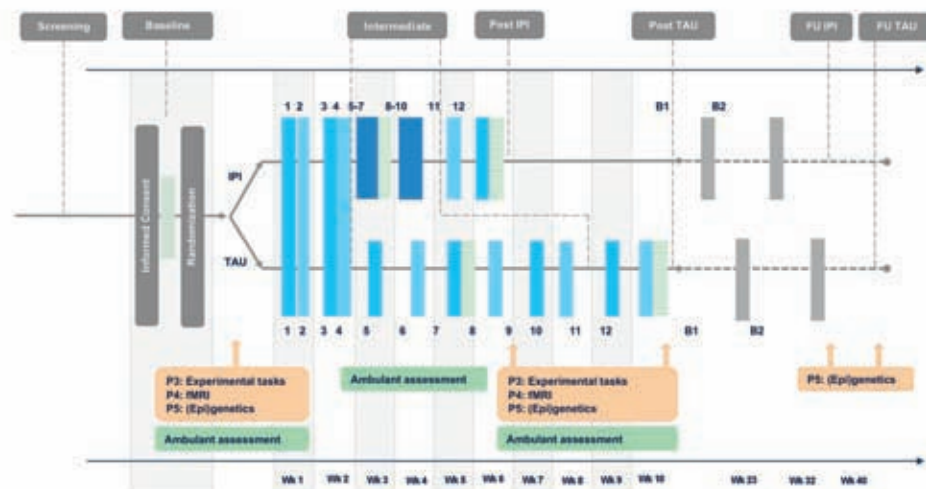 Screening Baseline Intermediate Post IPI Post TAU FU IPI FU TAU
1 2 3 4 5-7 8-10 11 12 B1 B2
IPI
Informed Consent
Randomization
TAU
1 2 3 4 5 6 7 8 9 10 11 12 B1 B2
P3: Experimental tasks
P4: fMRI
P5: (Epi)genetics
Ambulant assessment
Ambulant assessment
P3: Experimental tasks
P4: fMRI
P5: (Epi)genetics
Ambulant assessment
P5: (Epi)genetics
Wk 1 Wk 2 Wk 3 Wk 4 Wk 5 Wk 6 Wk 7 Wk 8 Wk 9 Wk 10 Wk 23 Wk 32 Wk 40